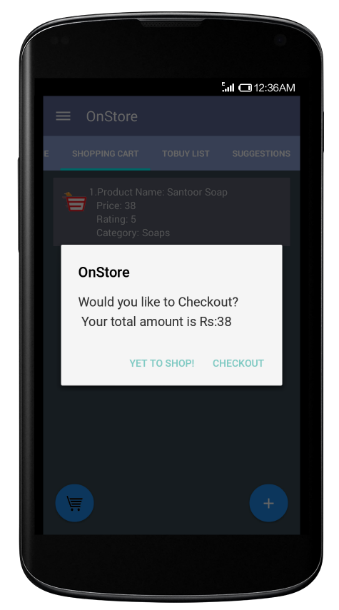 12:36AM
OnStore
E SHOPPING CART TOBUY LIST SUGGESTIONS
1.Product Name: Santoor Soap
Price: 38
Rating: 5
Category: Soaps
OnStore
Would you like to Checkout?
Your total amount is Rs:38
YET TO SHOP! CHECKOUT